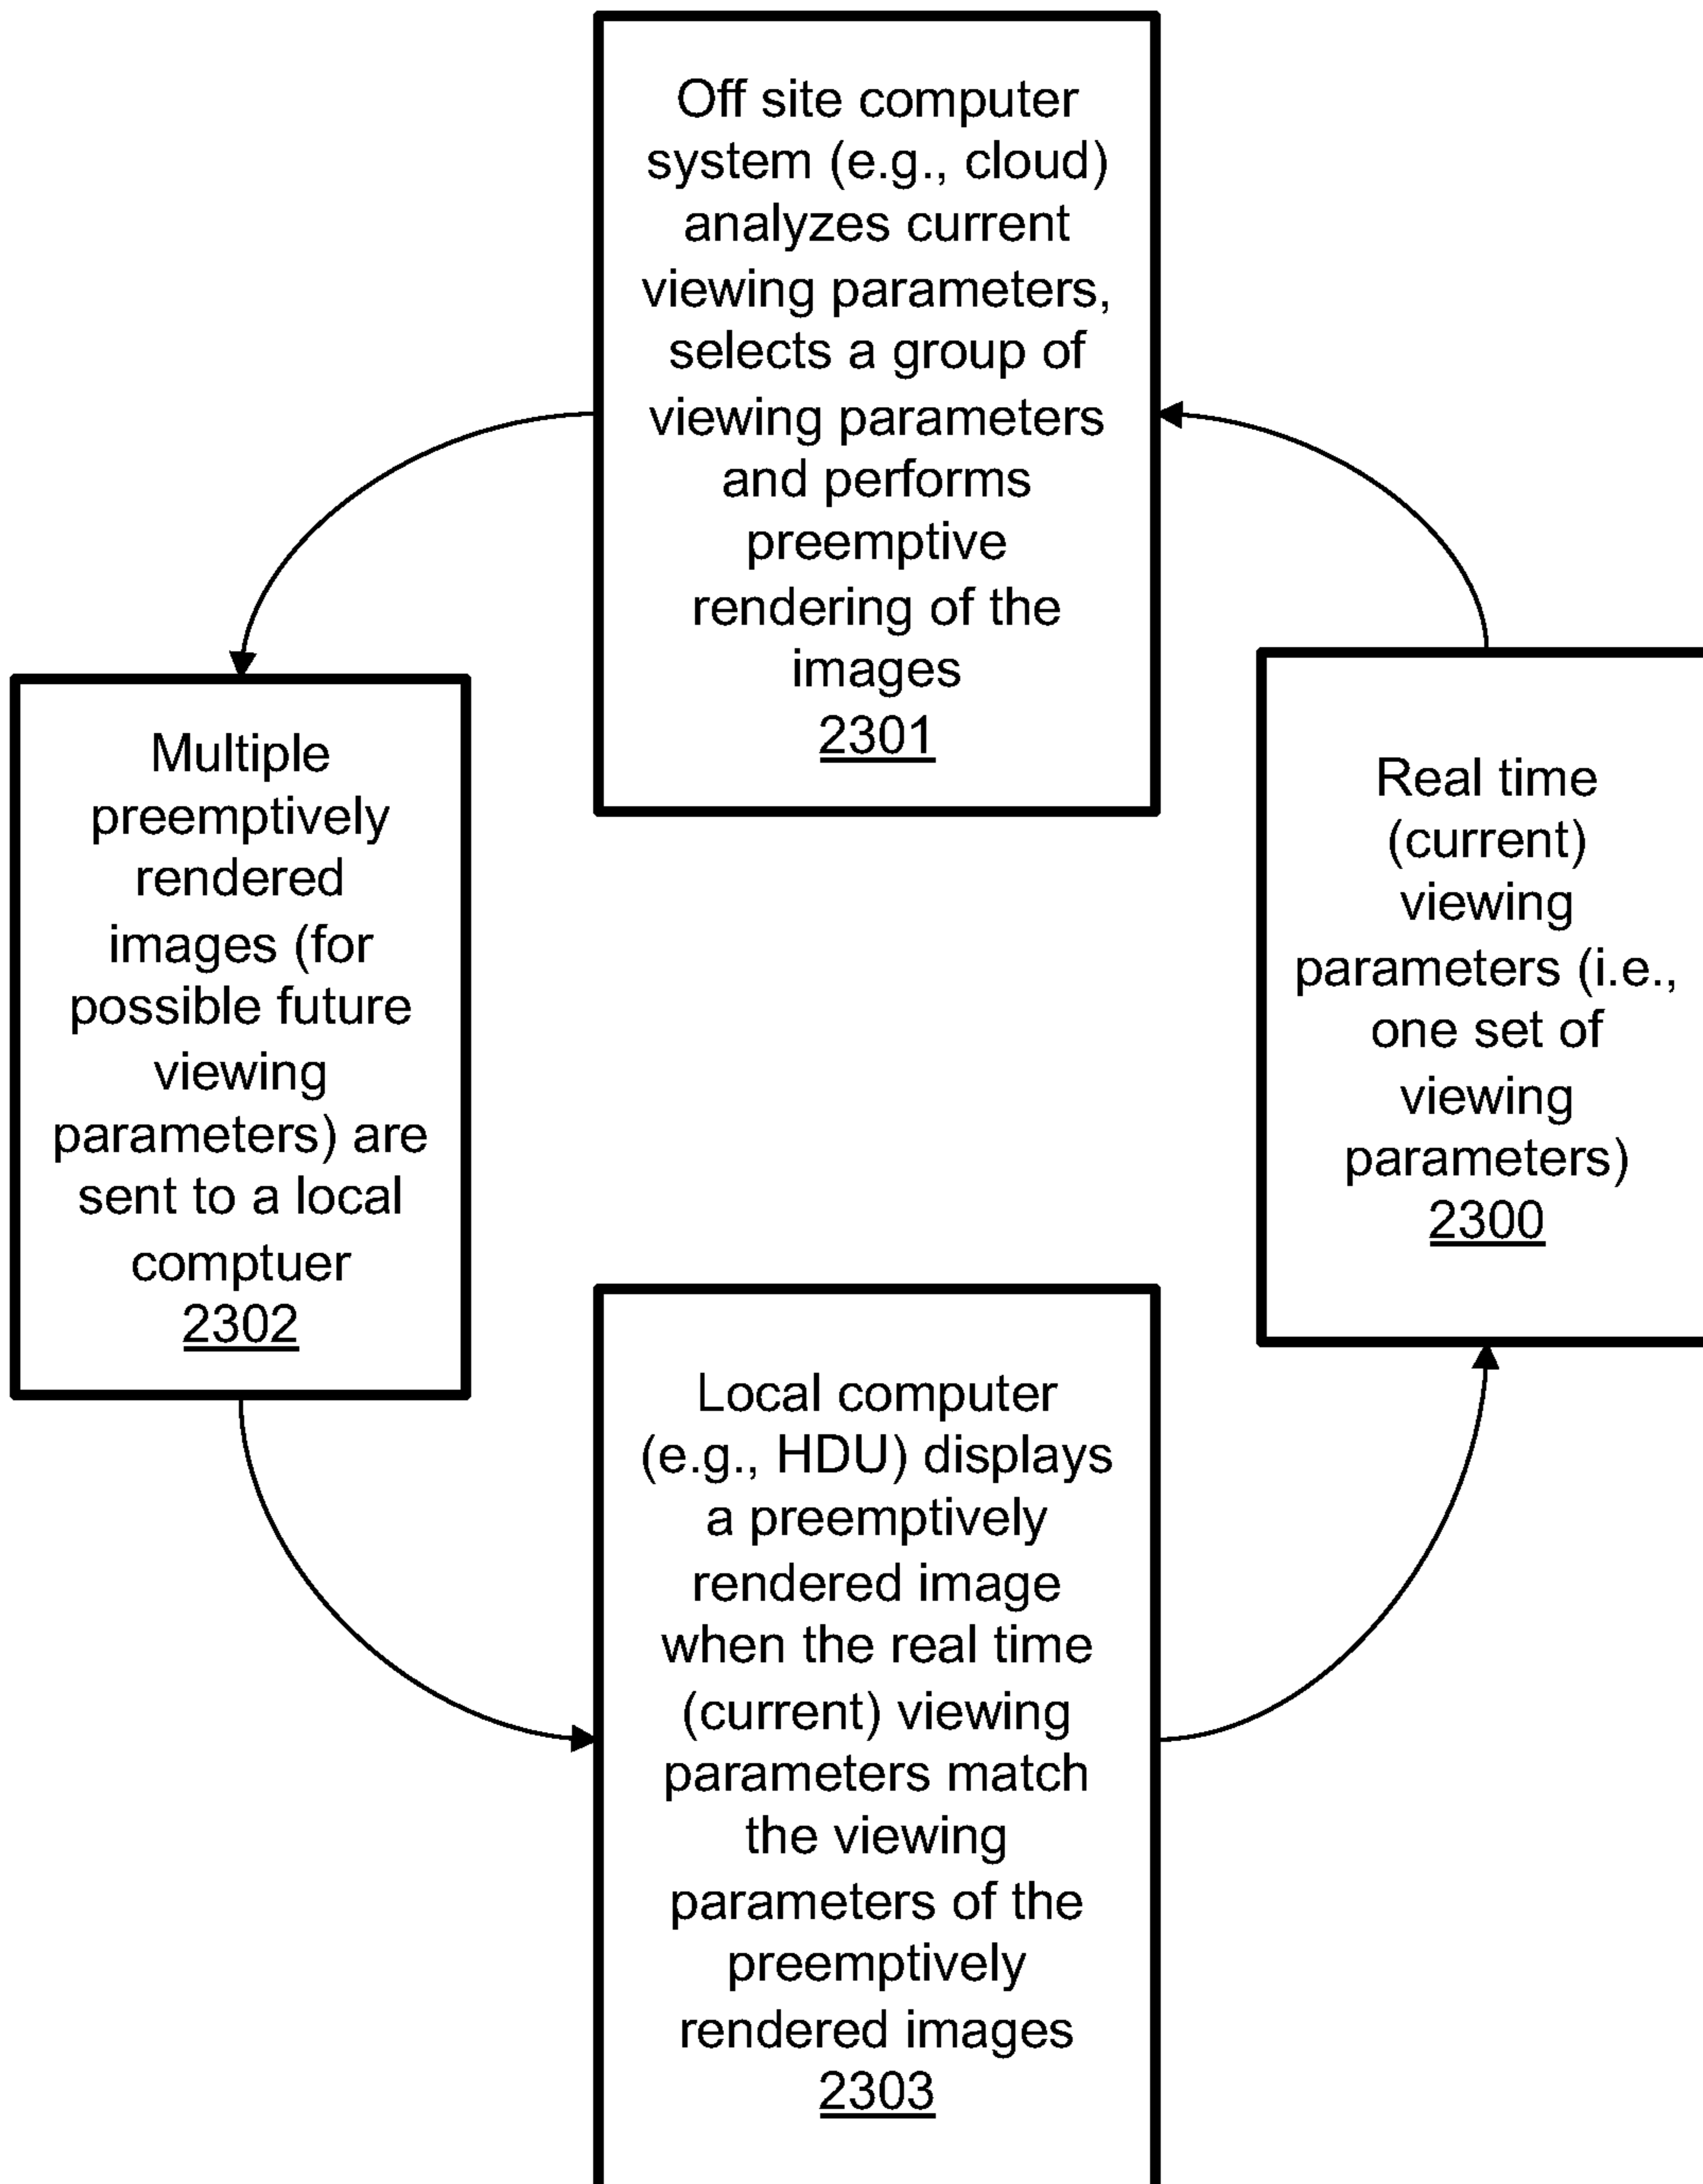 Off site computer
system (e.g., cloud)
analyzes current
viewing parameters,
selects a group of
viewing parameters
and performs
preemptive
rendering of the
images
2301
Multiple
preemptively
rendered
images (for
possible future
viewing
parameters) are
sent to a local
comptuer
2302
Real time
(current)
viewing
parameters (i.e.,
one set of
viewing
parameters)
2300
Local computer
(e.g., HDU) displays
a preemptively
rendered image
when the real time
(current) viewing
parameters match
the viewing
parameters of the
preemptively
rendered images
2303